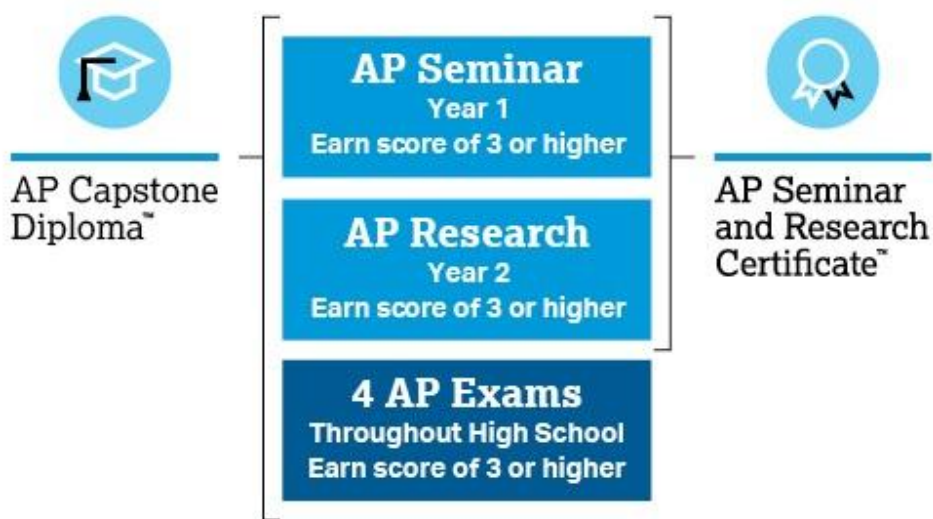 AP Capstone
Diploma™
AP Seminar
Year 1
Earn score of 3 or higher
AP Research
Year 2
Earn score of 3 or higher
4 AP Exams
Throughout High School
Earn score of 3 or higher
AP Seminar
and Research
Certificate™